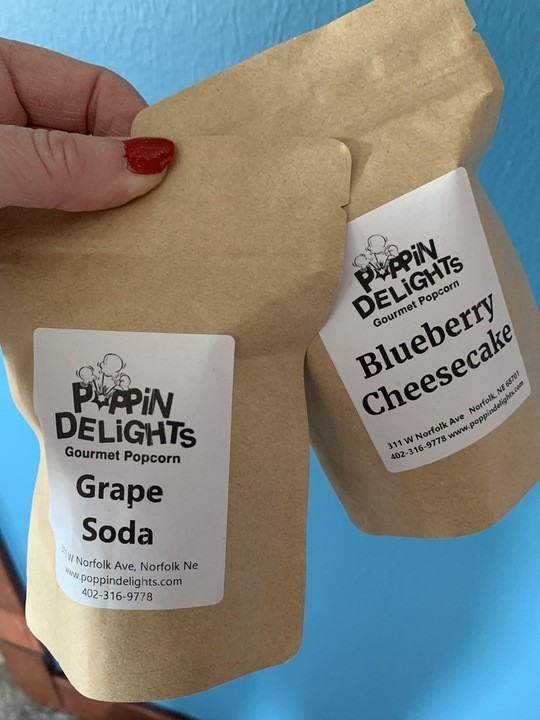 POPPiN
DELiGHTs
Gourmet Popcorn
Grape
Soda
311 W Norfolk Ave, Norfolk Ne
www.poppindelights.com
402-316-9778
POPPiN
DELiGHTs
Gourmet Popcorn
Blueberry
Cheesecake
311 W Norfolk Ave Norfolk, NE 68701
402-316-9778 www.poppindelights.com